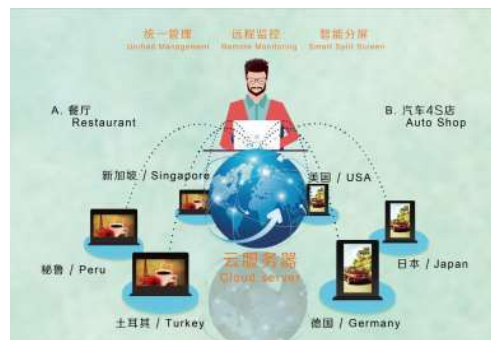 统一管理
Unified Management
远程监控
Remote Monitoring
智能分屏
Smart Split Screen
A. 餐厅
Restaurant
B. 汽车4S店
Auto Shop
新加坡 / Singapore
美国 / USA
秘鲁 / Peru
日本 / Japan
云服务器
Cloud server
土耳其 / Turkey
德国 / Germany